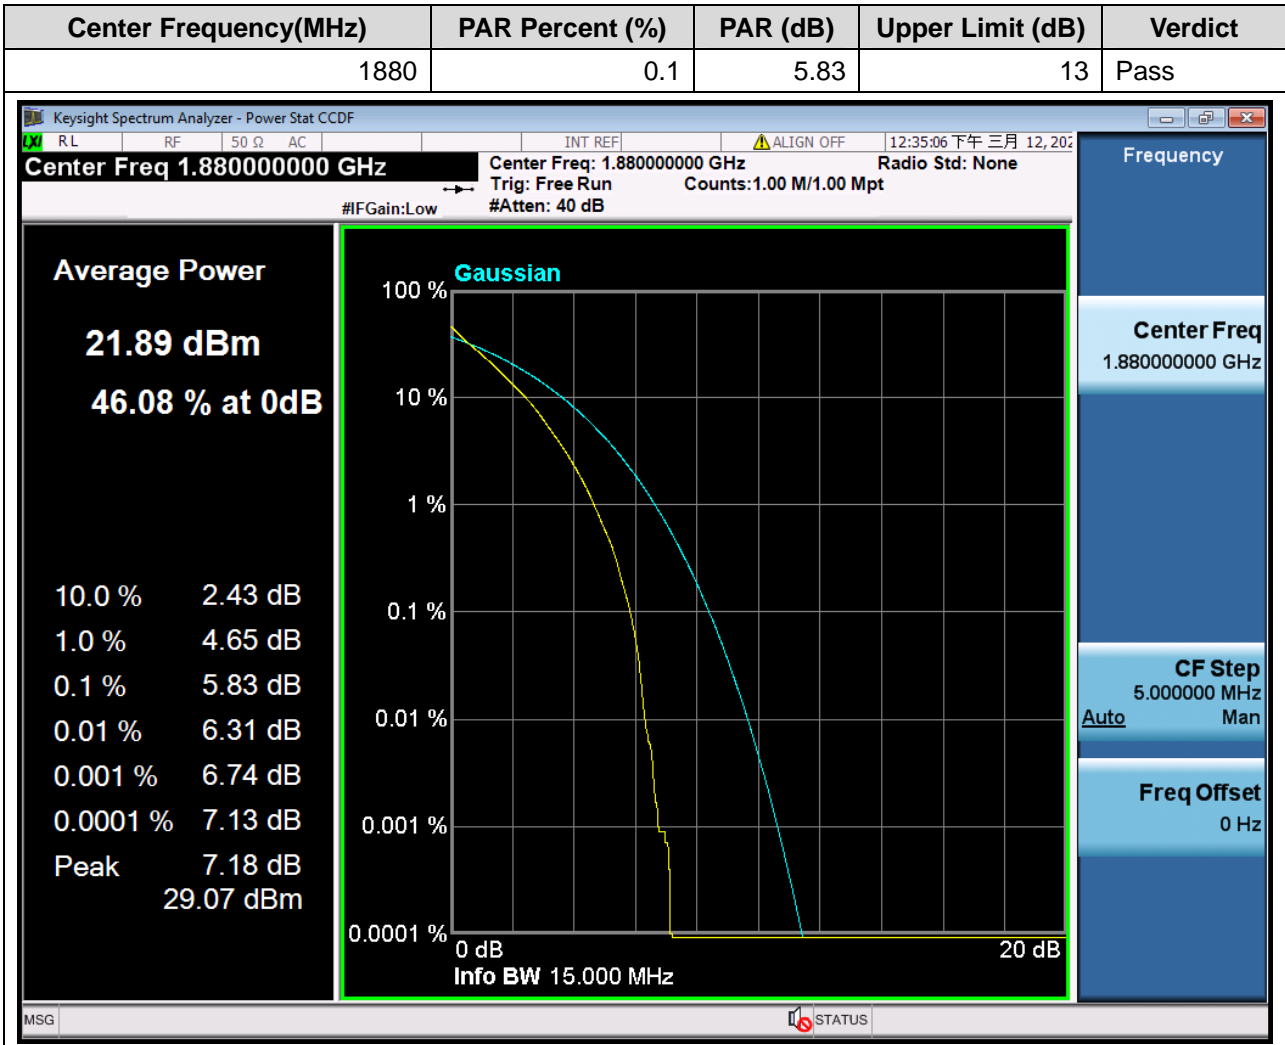 Center Frequency(MHz) PAR Percent (%) PAR (dB) Upper Limit (dB) Verdict
1880 0.1 5.83 13 Pass
Keysight Spectrum Analyzer - Power Stat CCDF
LXI RL RF 50 Ω AC INT REF ALIGN OFF 12:35:06 下午 三月 12, 202
Center Freq 1.880000000 GHz
Center Freq: 1.880000000 GHz Radio Std: None
Trig: Free Run Counts:1.00 M/1.00 Mpt
#IFGain:Low #Atten: 40 dB
Frequency
Average Power
21.89 dBm
46.08 % at 0dB
10.0 % 2.43 dB
1.0 % 4.65 dB
0.1 % 5.83 dB
0.01 % 6.31 dB
0.001 % 6.74 dB
0.0001 % 7.13 dB
Peak 7.18 dB
29.07 dBm
Gaussian
100 %
10 %
1 %
0.1 %
0.01 %
0.001 %
0.0001 %
0 dB 20 dB
Info BW 15.000 MHz
Center Freq
1.880000000 GHz
CF Step
5.000000 MHz
Auto Man
Freq Offset
0 Hz
MSG STATUS